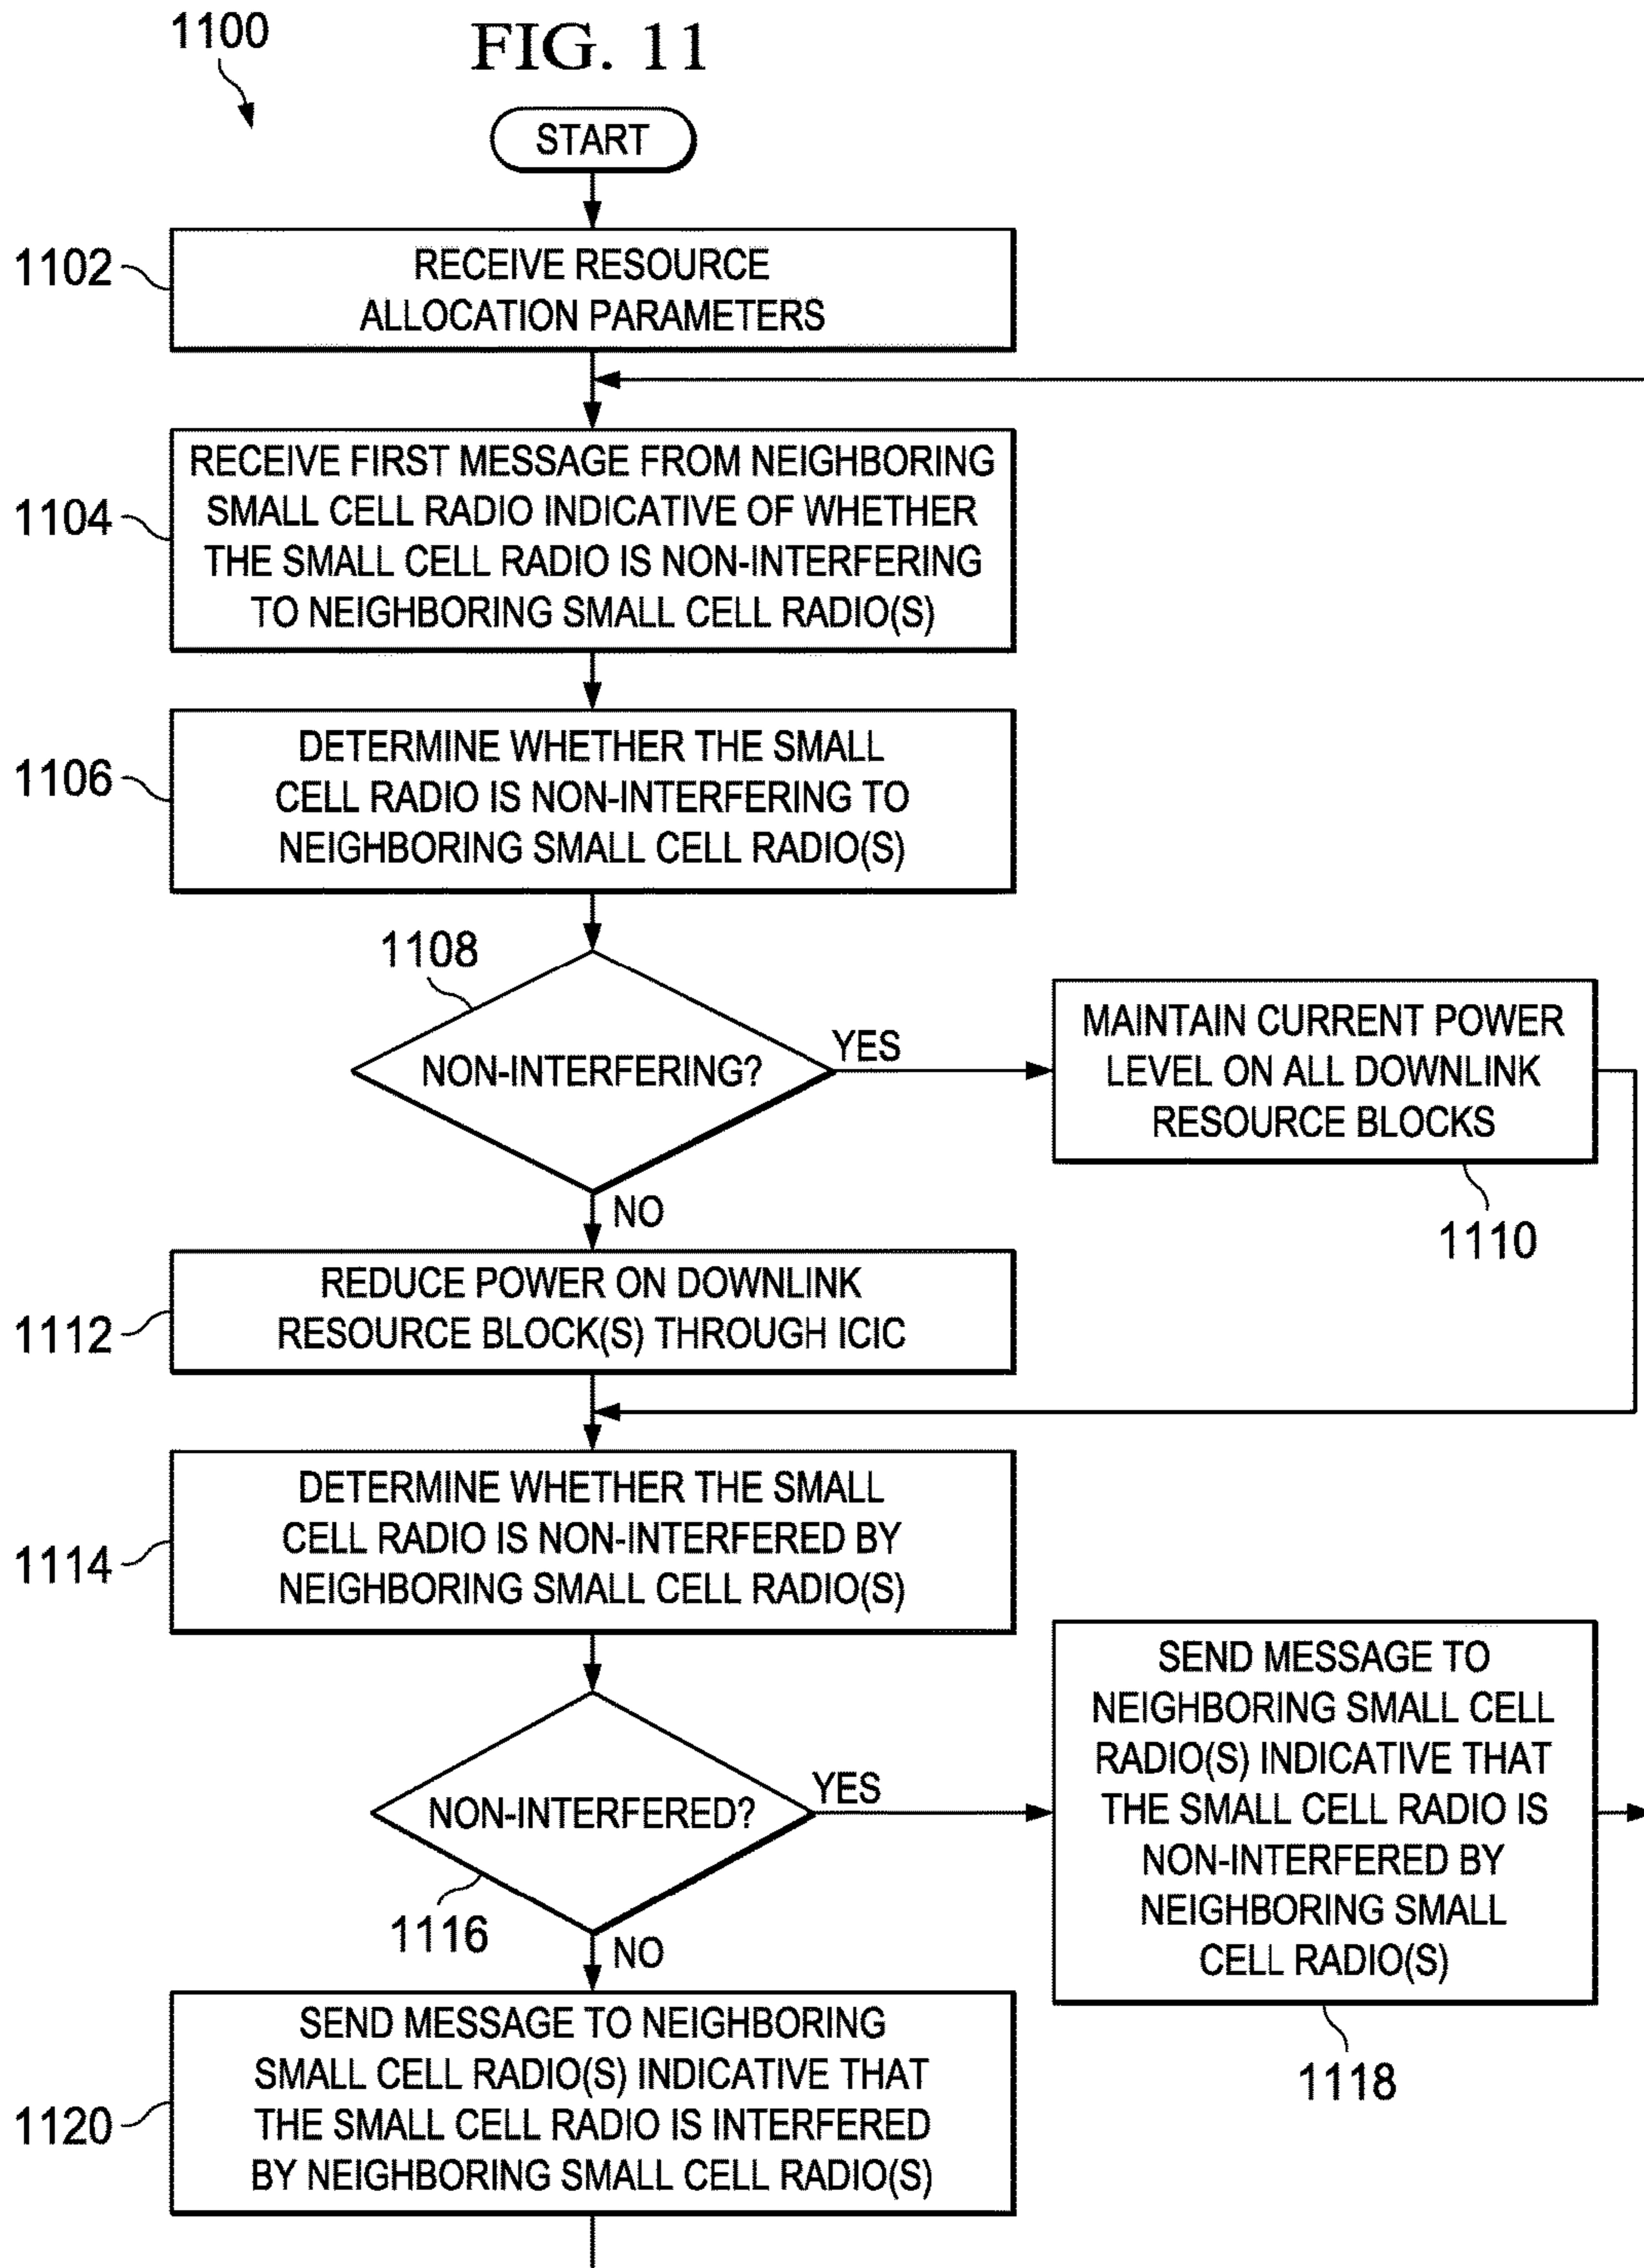 1100
FIG. 11
START
1102
RECEIVE RESOURCE
ALLOCATION PARAMETERS
1104
RECEIVE FIRST MESSAGE FROM NEIGHBORING
SMALL CELL RADIO INDICATIVE OF WHETHER
THE SMALL CELL RADIO IS NON-INTERFERING
TO NEIGHBORING SMALL CELL RADIO(S)
1106
DETERMINE WHETHER THE SMALL
CELL RADIO IS NON-INTERFERING TO
NEIGHBORING SMALL CELL RADIO(S)
1108
NON-INTERFERING?
YES
MAINTAIN CURRENT POWER
LEVEL ON ALL DOWNLINK
RESOURCE BLOCKS
1110
NO
1112
REDUCE POWER ON DOWNLINK
RESOURCE BLOCK(S) THROUGH ICIC
1114
DETERMINE WHETHER THE SMALL
CELL RADIO IS NON-INTERFERED BY
NEIGHBORING SMALL CELL RADIO(S)
NON-INTERFERED?
1116
YES
SEND MESSAGE TO
NEIGHBORING SMALL CELL
RADIO(S) INDICATIVE THAT
THE SMALL CELL RADIO IS
NON-INTERFERED BY
NEIGHBORING SMALL
CELL RADIO(S)
1118
NO
1120
SEND MESSAGE TO NEIGHBORING
SMALL CELL RADIO(S) INDICATIVE THAT
THE SMALL CELL RADIO IS INTERFERED
BY NEIGHBORING SMALL CELL RADIO(S)